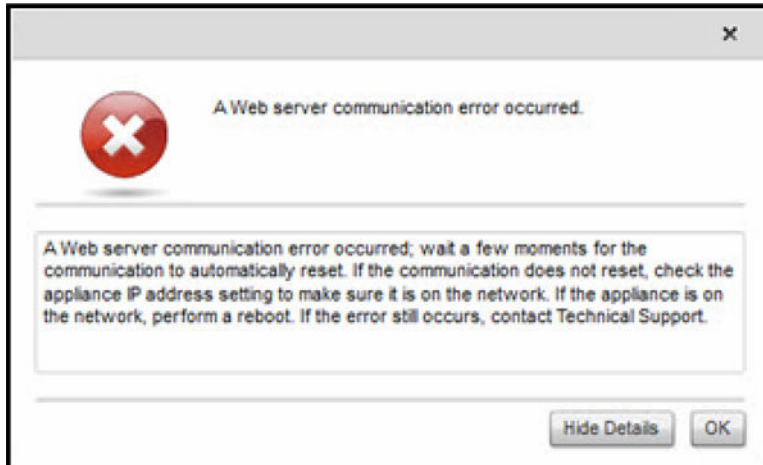 A Web server communication error occurred.
A Web server communication error occurred; wait a few moments for the
communication to automatically reset. If the communication does not reset, check the
appliance IP address setting to make sure it is on the network. If the appliance is on
the network, perform a reboot. If the error still occurs, contact Technical Support.
Hide Details
OK